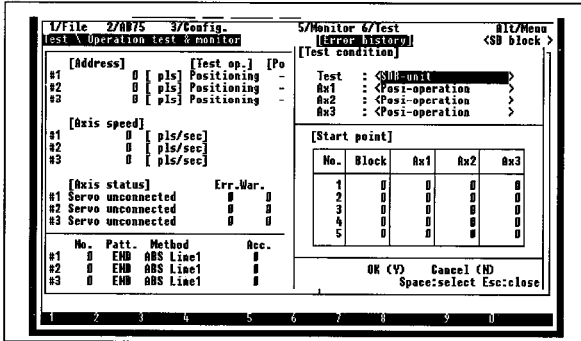 1/File 2/AB75 3/Config. 5/Monitor 6/Test Alt/Menu
Test \ Operation test & monitor [Error history] <SB block >
[Address] [Test op.] [Po
#1 0 [ pls] Positioning -
#2 0 [ pls] Positioning -
#3 0 [ pls] Positioning -
[Axis speed]
#1 0 [ pls/sec]
#2 0 [ pls/sec]
#3 0 [ pls/sec]
[Axis status] Err.War.
#1 Servo unconnected 0 0
#2 Servo unconnected 0 0
#3 Servo unconnected 0 0
No. Patt. Method Acc.
#1 0 END ABS Line1 0
#2 0 END ABS Line1 0
#3 0 END ABS Line1 0
[Test condition]
Test : <SUB-unit >
Ax1 : <Posi-operation >
Ax2 : <Posi-operation >
Ax3 : <Posi-operation >
[Start point]
No. Block Ax1 Ax2 Ax3
1 0 0 0 0
2 0 0 0 0
3 0 0 0 0
4 0 0 0 0
5 0 0 0 0
OK (Y) Cancel (N)
Space:select Esc:close
1 2 3 4 5 6 7 8 9 0